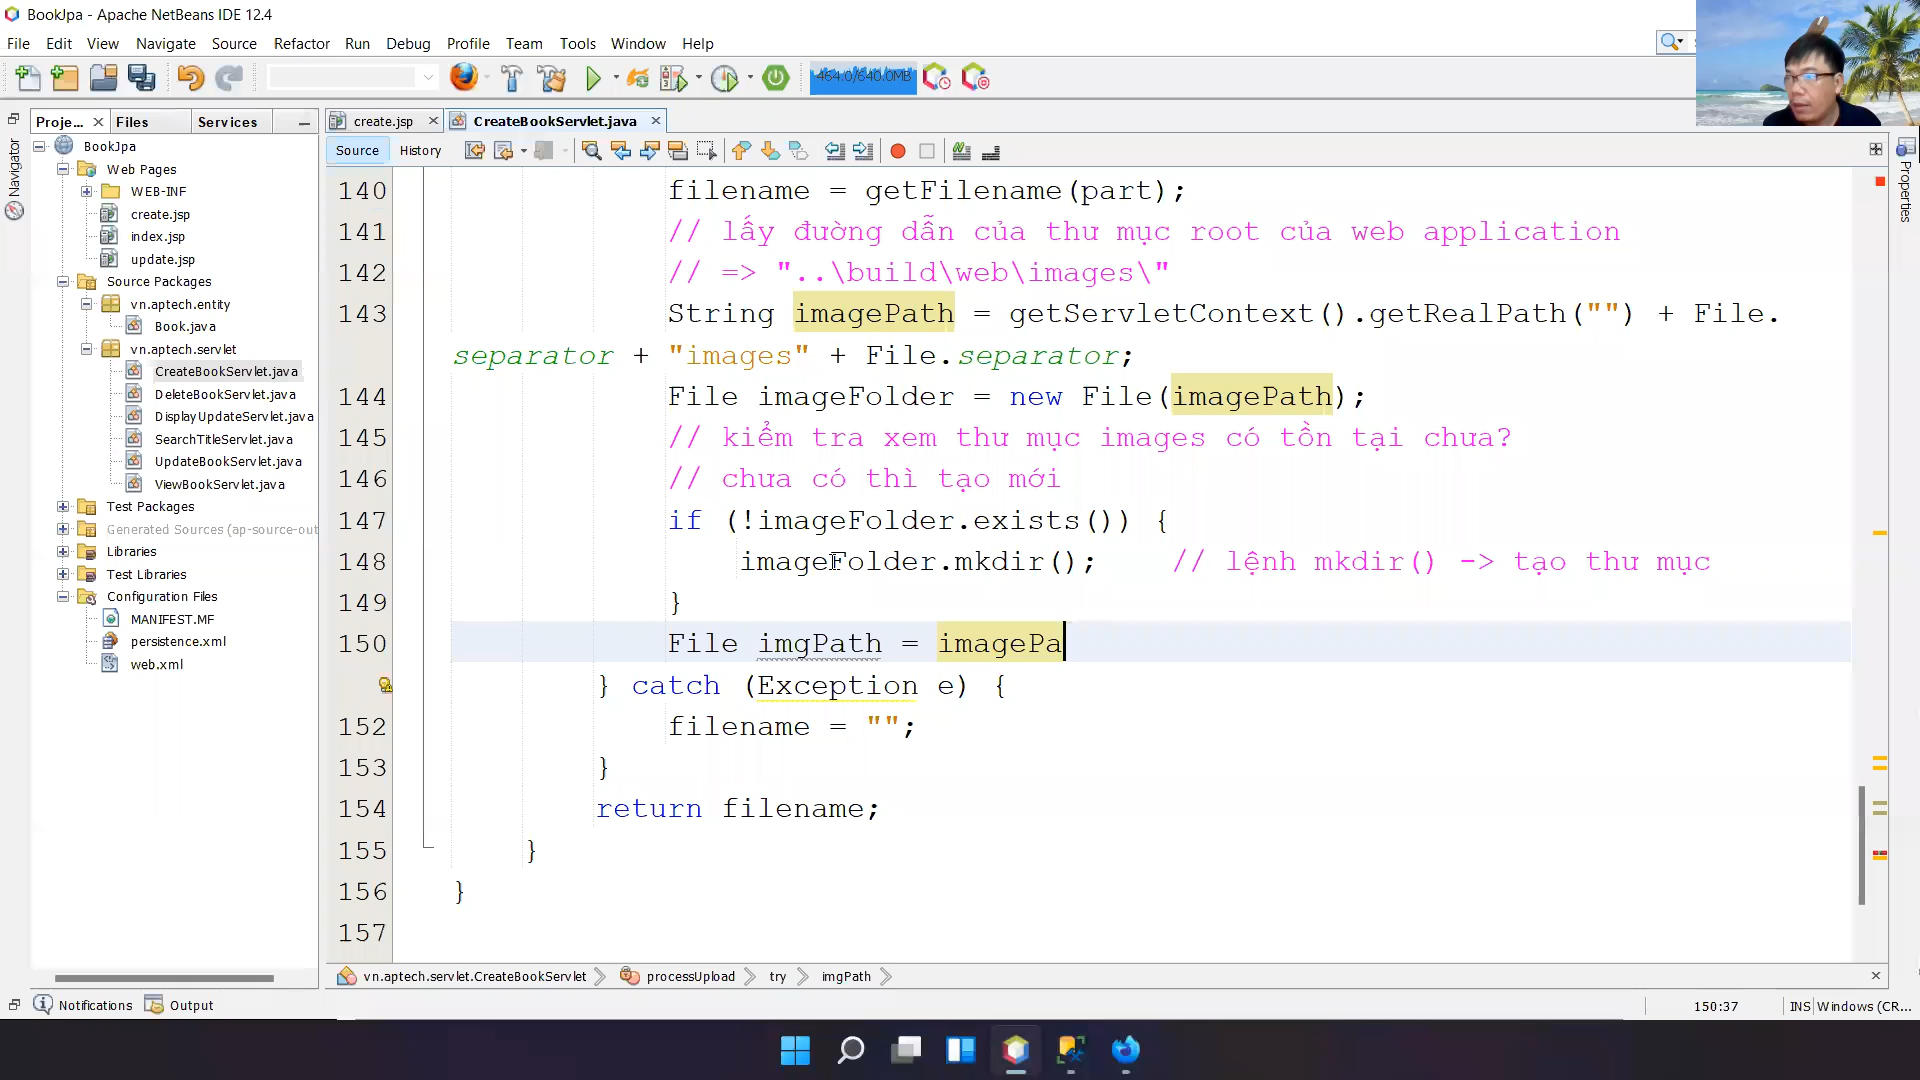 BookJpa - Apache NetBeans IDE 12.4
File Edit View Navigate Source Refactor Run Debug Profile Team Tools Window Help
464.0/640.0MB
Proje... Files Services
create.jsp CreateBookServlet.java
Source History
Navigator
Properties
BookJpa
Web Pages
WEB-INF
create.jsp
index.jsp
update.jsp
Source Packages
vn.aptech.entity
Book.java
vn.aptech.servlet
CreateBookServlet.java
DeleteBookServlet.java
DisplayUpdateServlet.java
SearchTitleServlet.java
UpdateBookServlet.java
ViewBookServlet.java
Test Packages
Generated Sources (ap-source-out
Libraries
Test Libraries
Configuration Files
MANIFEST.MF
persistence.xml
web.xml
140 filename = getFilename(part);
141 // lấy đường dẫn của thư mục root của web application
142 // => "..\build\web\images\"
143 String imagePath = getServletContext().getRealPath("") + File.
separator + "images" + File.separator;
144 File imageFolder = new File(imagePath);
145 // kiểm tra xem thư mục images có tồn tại chưa?
146 // chưa có thì tạo mới
147 if (!imageFolder.exists()) {
148 imageFolder.mkdir(); // lệnh mkdir() -> tạo thư mục
149 }
150 File imgPath = imagePa
} catch (Exception e) {
152 filename = "";
153 }
154 return filename;
155 }
156 }
157
vn.aptech.servlet.CreateBookServlet processUpload try imgPath
Notifications Output
150:37 INS Windows (CR...